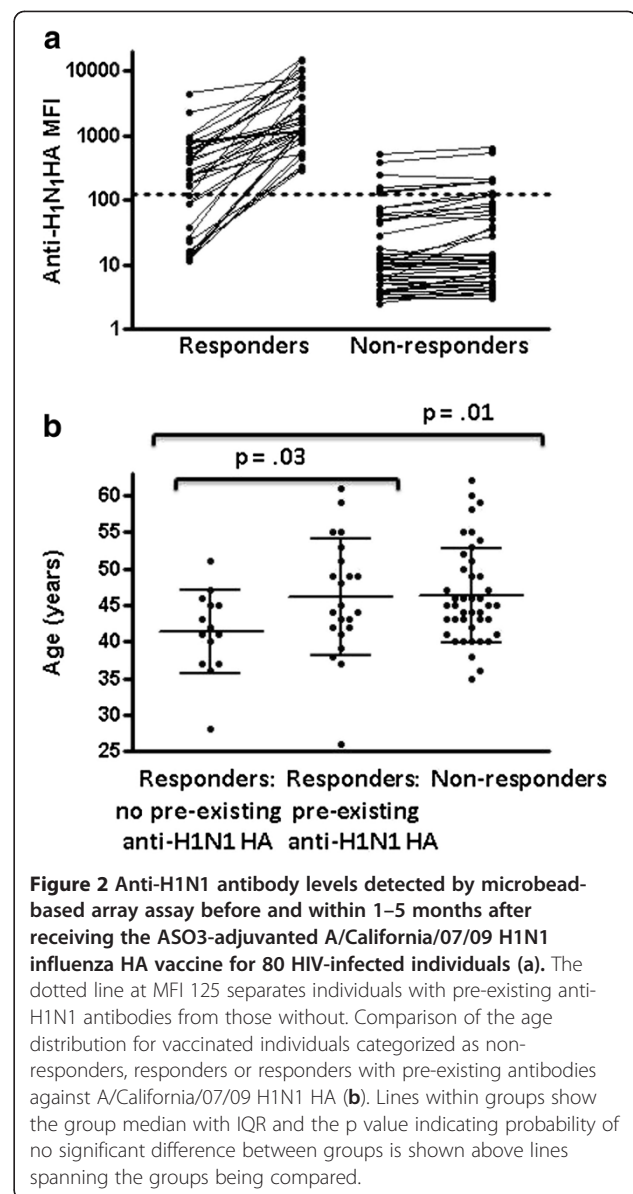 a
10000
1000
100
10
1
Anti-H₁N₁HA MFI
Responders Non-responders
b
p = .01
p = .03
60
55
50
45
40
35
30
25
Age (years)
Responders: Responders: Non-responders
no pre-existing pre-existing
anti-H1N1 HA anti-H1N1 HA
Figure 2 Anti-H1N1 antibody levels detected by microbead-
based array assay before and within 1–5 months after
receiving the ASO3-adjuvanted A/California/07/09 H1N1
influenza HA vaccine for 80 HIV-infected individuals (a). The
dotted line at MFI 125 separates individuals with pre-existing anti-
H1N1 antibodies from those without. Comparison of the age
distribution for vaccinated individuals categorized as non-
responders, responders or responders with pre-existing antibodies
against A/California/07/09 H1N1 HA (b). Lines within groups show
the group median with IQR and the p value indicating probability of
no significant difference between groups is shown above lines
spanning the groups being compared.